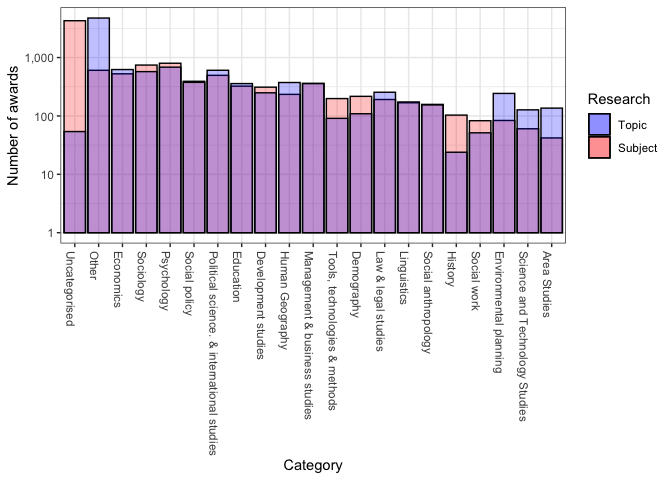 Number of awards
1,000
100
10
1
Uncategorised
Other
Economics
Sociology
Psychology
Social policy
Political science. & international studies
Education
Development studies
Human Geography
Management & business studies
Tools, technologies & methods
Demography
Law & legal studies
Linguistics
Social anthropology
History
Social work
Environmental planning
Science and Technology Studies
Area Studies
Category
Research
Topic
Subject